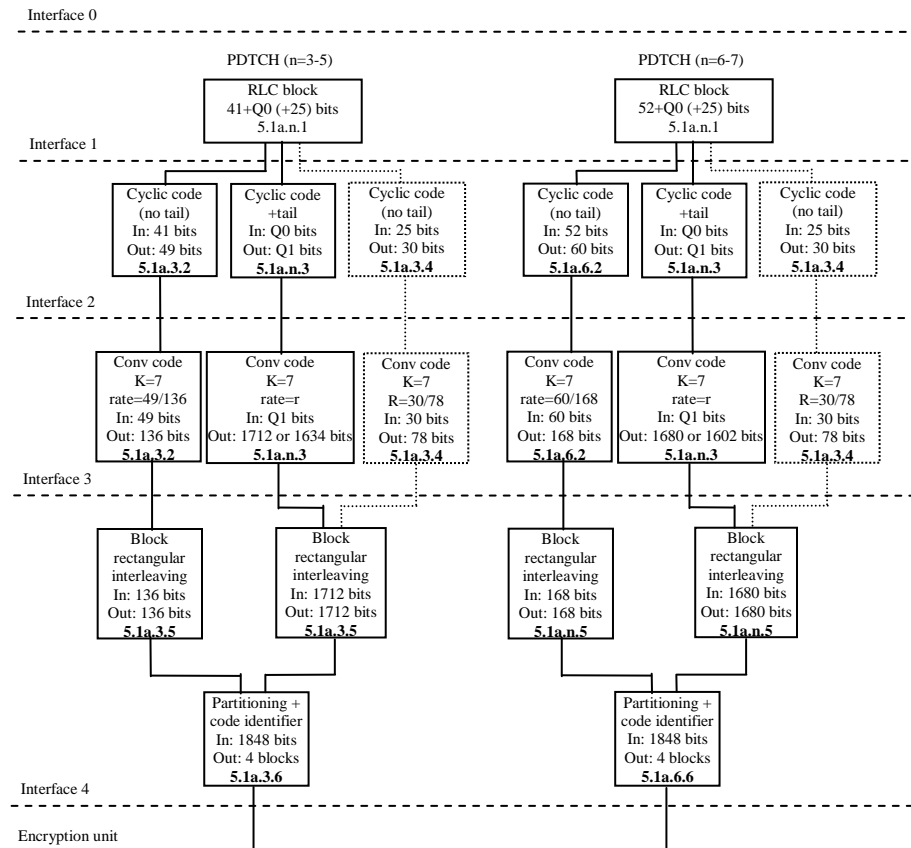 Interface 0
PDTCH (n=3-5)
RLC block
41+Q0 (+25) bits
5.1a.n.1
PDTCH (n=6-7)
RLC block
52+Q0 (+25) bits
5.1a.n.1
Interface 1
Cyclic code
(no tail)
In: 41 bits
Out: 49 bits
5.1a.3.2
Cyclic code
+tail
In: Q0 bits
Out: Q1 bits
5.1a.n.3
Cyclic code
(no tail)
In: 25 bits
Out: 30 bits
5.1a.3.4
Cyclic code
(no tail)
In: 52 bits
Out: 60 bits
5.1a.6.2
Cyclic code
+tail
In: Q0 bits
Out: Q1 bits
5.1a.n.3
Cyclic code
(no tail)
In: 25 bits
Out: 30 bits
5.1a.3.4
Interface 2
Conv code
K=7
rate=49/136
In: 49 bits
Out: 136 bits
5.1a.3.2
Conv code
K=7
rate=r
In: Q1 bits
Out: 1712 or 1634 bits
5.1a.n.3
Conv code
K=7
R=30/78
In: 30 bits
Out: 78 bits
5.1a.3.4
Conv code
K=7
rate=60/168
In: 60 bits
Out: 168 bits
5.1a.6.2
Conv code
K=7
rate=r
In: Q1 bits
Out: 1680 or 1602 bits
5.1a.n.3
Conv code
K=7
R=30/78
In: 30 bits
Out: 78 bits
5.1a.3.4
Interface 3
Block
rectangular
interleaving
In: 136 bits
Out: 136 bits
5.1a.3.5
Block
rectangular
interleaving
In: 1712 bits
Out: 1712 bits
5.1a.3.5
Block
rectangular
interleaving
In: 168 bits
Out: 168 bits
5.1a.n.5
Block
rectangular
interleaving
In: 1680 bits
Out: 1680 bits
5.1a.n.5
Partitioning +
code identifier
In: 1848 bits
Out: 4 blocks
5.1a.3.6
Partitioning +
code identifier
In: 1848 bits
Out: 4 blocks
5.1a.6.6
Interface 4
Encryption unit